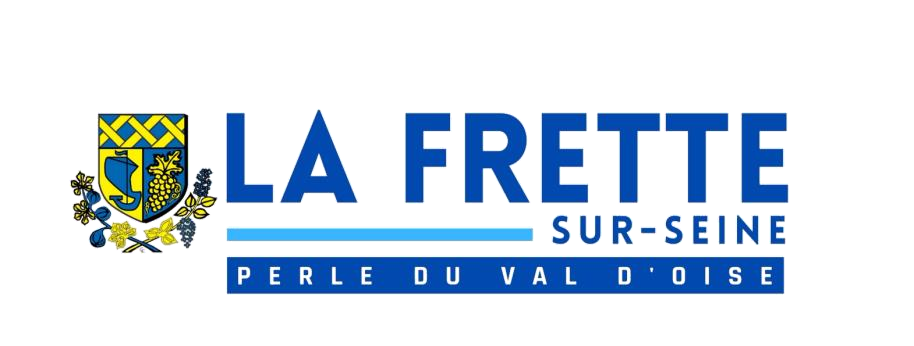 LA FRETTE
SUR-SEINE
PERLE DU VAL D'OISE